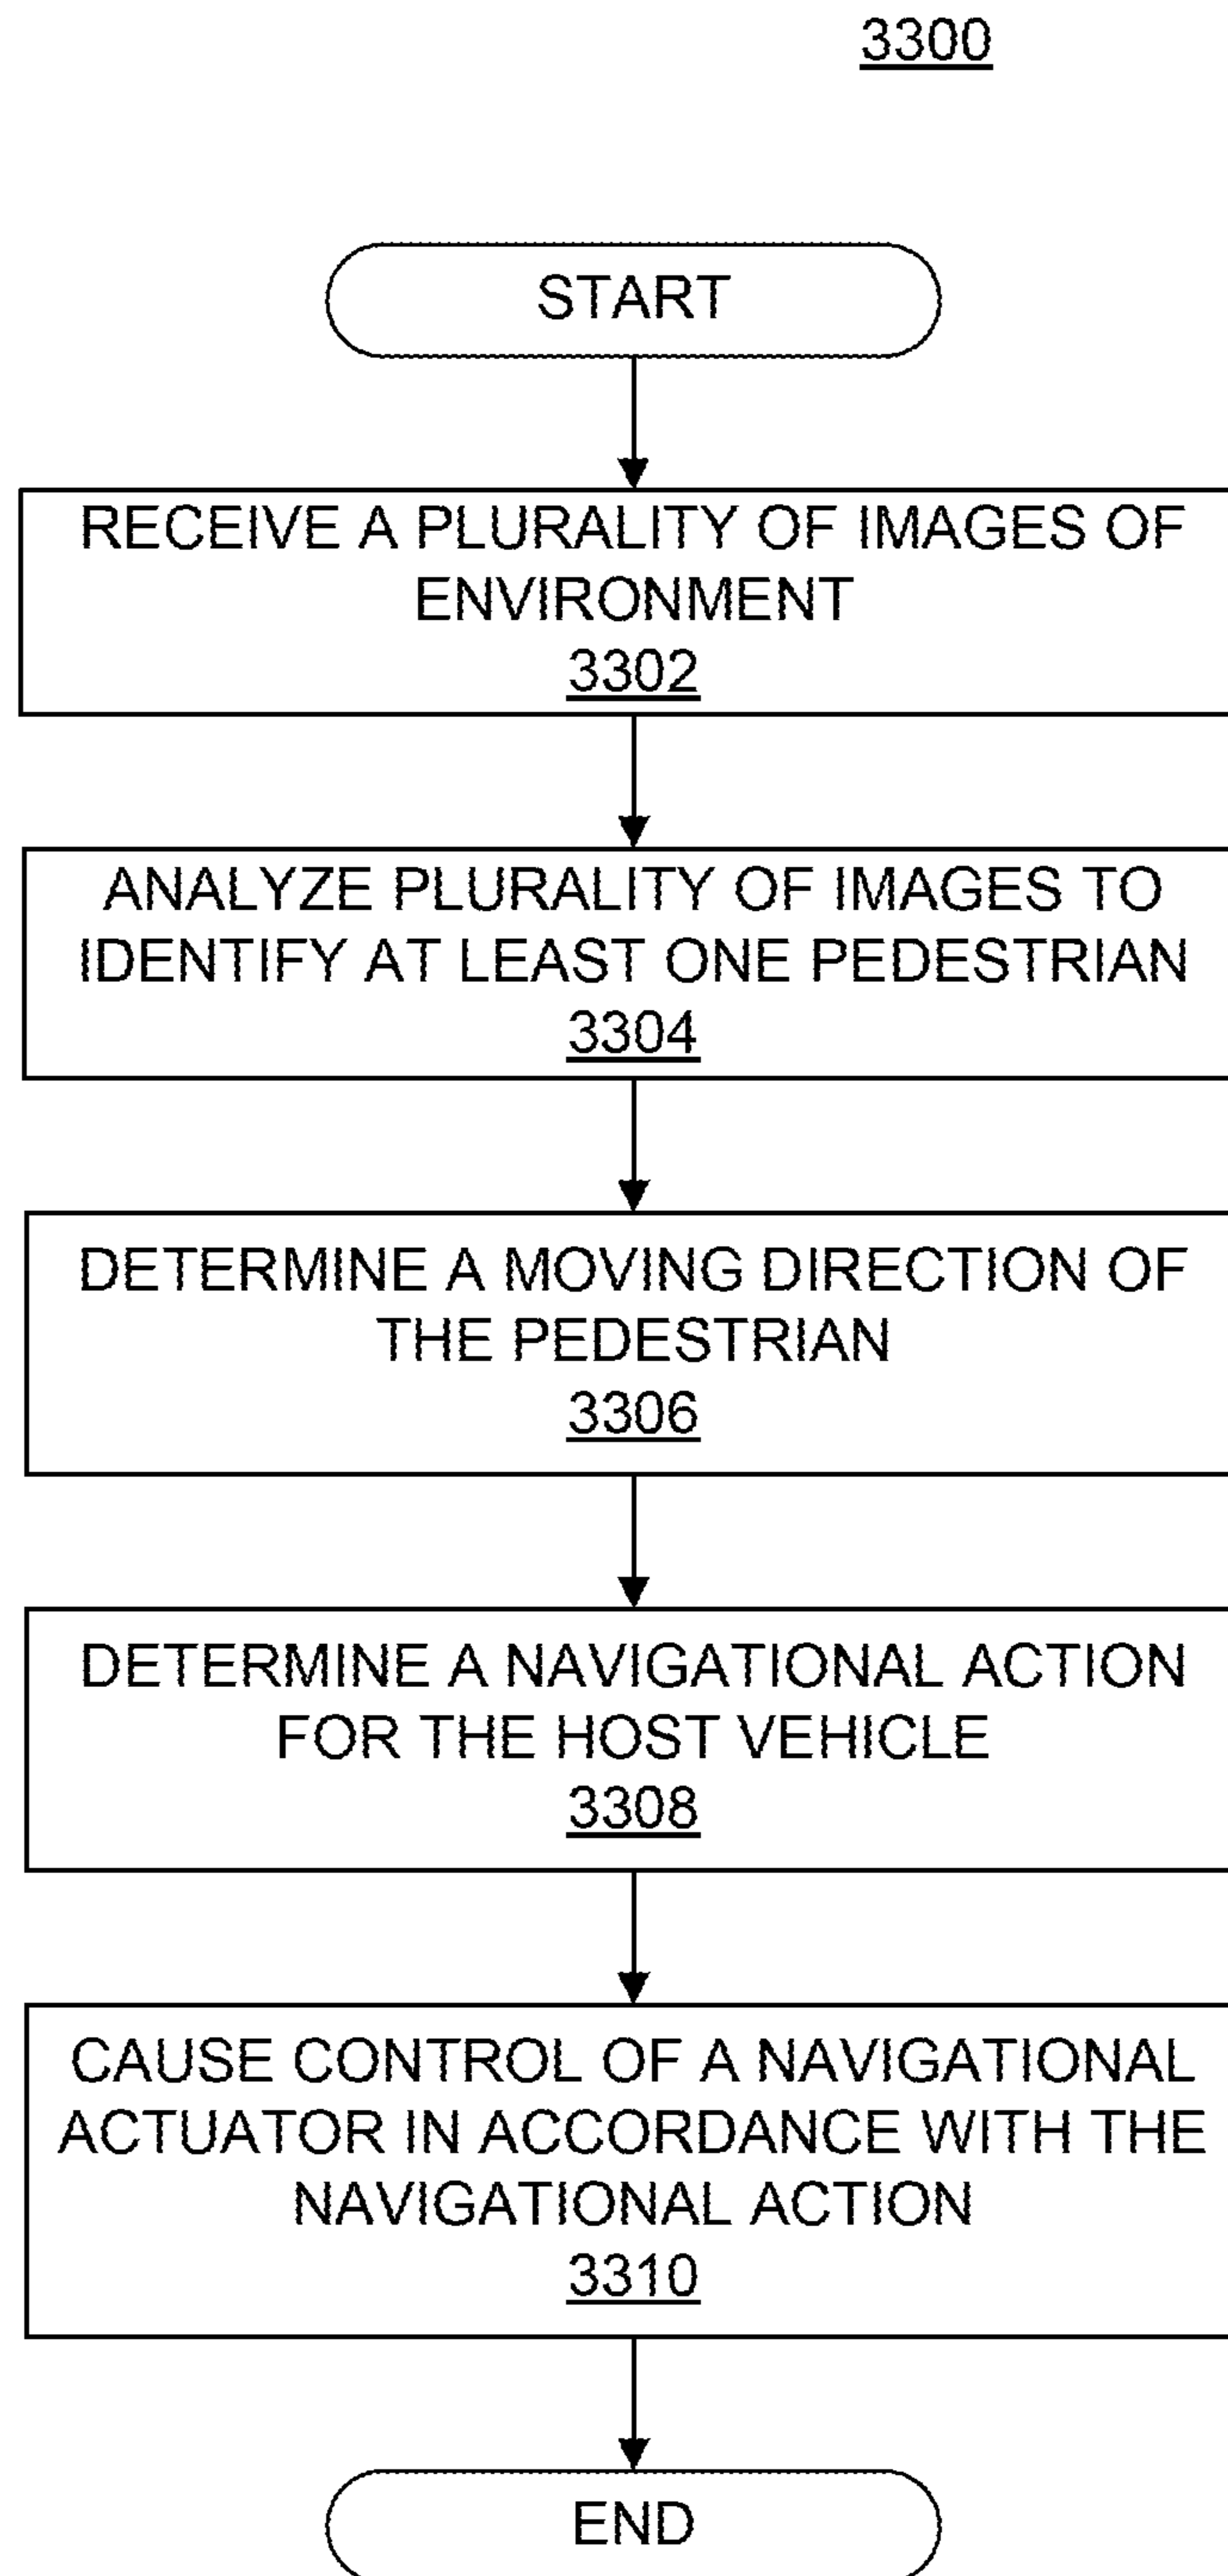 3300
START
RECEIVE A PLURALITY OF IMAGES OF
ENVIRONMENT
3302
ANALYZE PLURALITY OF IMAGES TO
IDENTIFY AT LEAST ONE PEDESTRIAN
3304
DETERMINE A MOVING DIRECTION OF
THE PEDESTRIAN
3306
DETERMINE A NAVIGATIONAL ACTION
FOR THE HOST VEHICLE
3308
CAUSE CONTROL OF A NAVIGATIONAL
ACTUATOR IN ACCORDANCE WITH THE
NAVIGATIONAL ACTION
3310
END